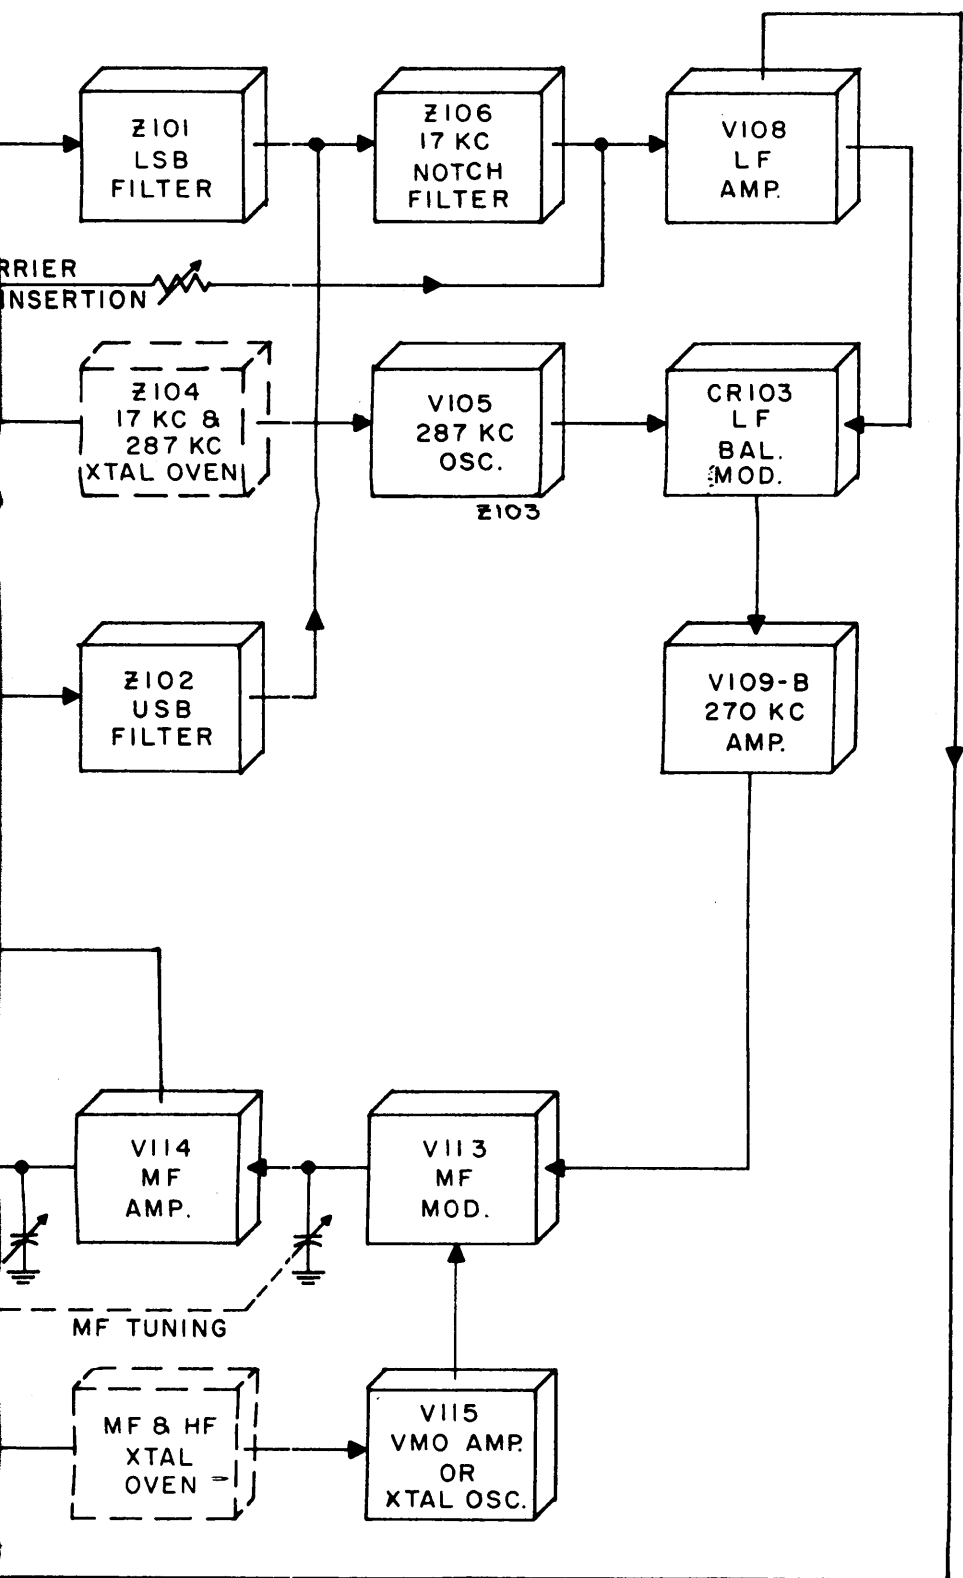 Z101
LSB
FILTER
Z106
17 KC
NOTCH
FILTER
V108
LF
AMP.
RRIER
INSERTION
Z104
17 KC &
287 KC
XTAL OVEN
V105
287 KC
OSC.
Z103
CR103
LF
BAL.
MOD.
Z102
USB
FILTER
V109-B
270 KC
AMP.
V114
MF
AMP.
V113
MF
MOD.
MF TUNING
MF & HF
XTAL
OVEN
V115
VMO AMP.
OR
XTAL OSC.